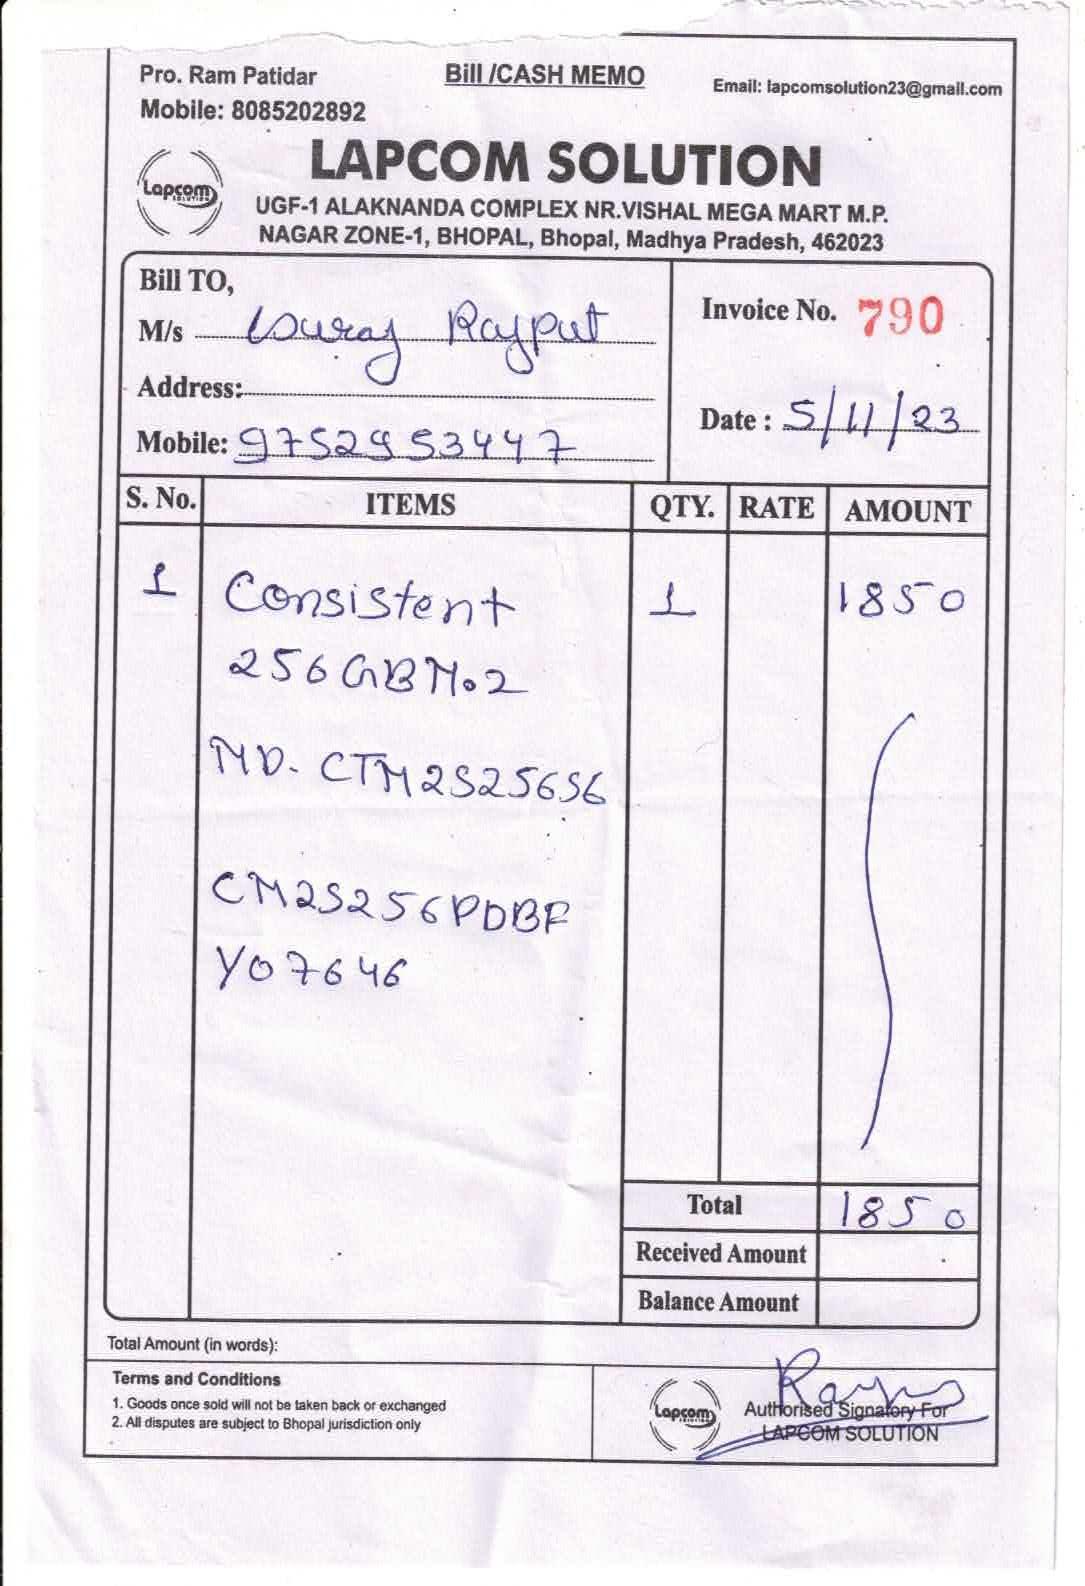 Pro. Ram Patidar
Bill /CASH MEMO
Email: lapcomsolution23@gmail.com
Mobile: 8085202892
LAPCOM SOLUTION
Lapcom
SOLUTION
UGF-1 ALAKNANDA COMPLEX NR.VISHAL MEGA MART M.P.
NAGAR ZONE-1, BHOPAL, Bhopal, Madhya Pradesh, 462023
Bill TO,
M/s Suraj Rajput
Address:
Mobile: 9752953447
Invoice No. 790
Date : 5/11/23
S. No. ITEMS QTY. RATE AMOUNT
1 Consistent 1 1850
256GB M.2
MD. CTM2S256S6
CM2S256PDBF
Y07646
Total 1850
Received Amount
Balance Amount
Total Amount (in words):
Terms and Conditions
1. Goods once sold will not be taken back or exchanged
2. All disputes are subject to Bhopal jurisdiction only
Lapcom
SOLUTION
Authorised Signatory For
LAPCOM SOLUTION